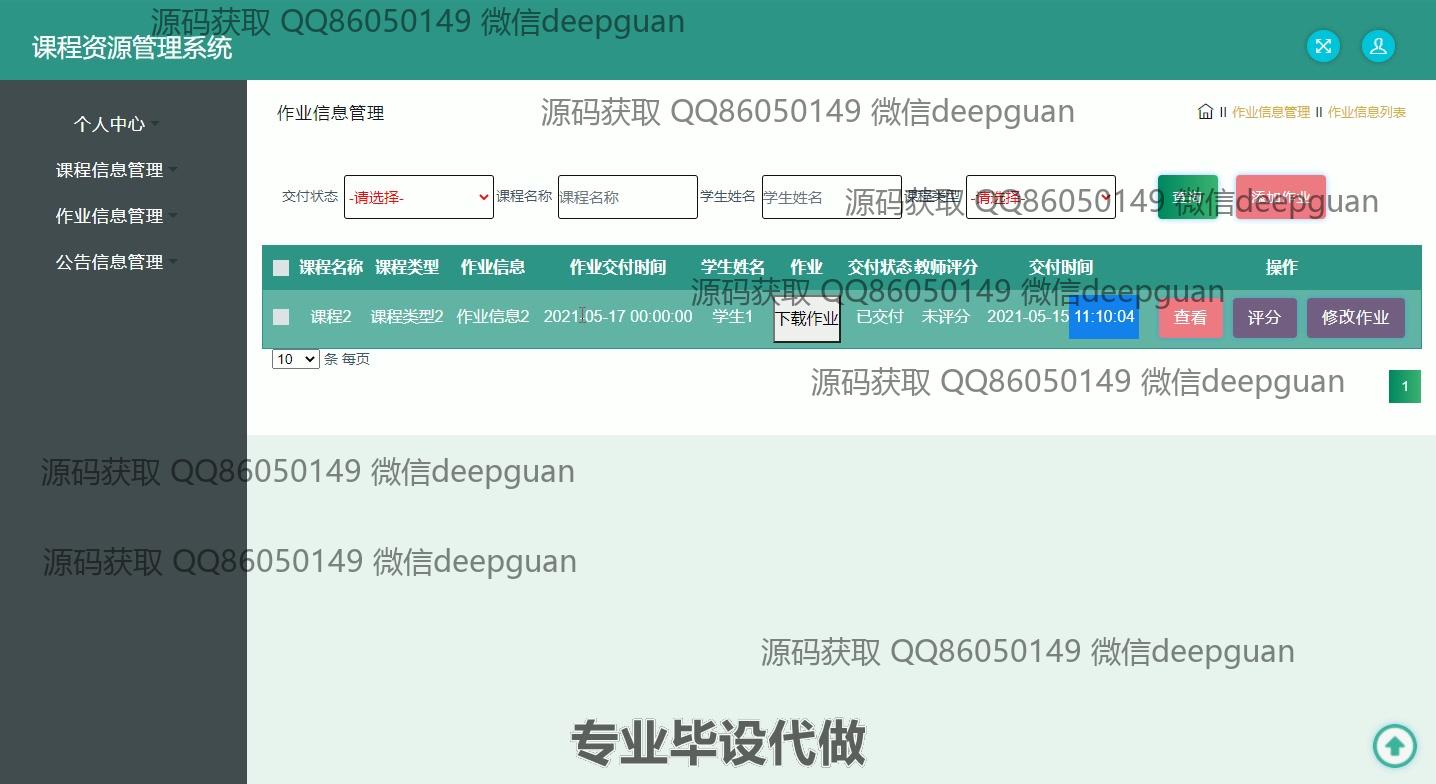 源码获取 QQ86050149 微信deepguan
课程资源管理系统
个人中心
课程信息管理
作业信息管理
公告信息管理
作业信息管理
源码获取 QQ86050149 微信deepguan
II 作业信息管理 II 作业信息列表
交付状态 -请选择- 课程名称 课程名称 学生姓名 学生姓名 课程类型 -请选择- 查询 添加作业
源码获取 QQ86050149 微信deepguan
课程名称 课程类型 作业信息 作业交付时间 学生姓名 作业 交付状态 教师评分 交付时间 操作
源码获取 QQ86050149 微信deepguan
课程2 课程类型2 作业信息2 2021-05-17 00:00:00 学生1 下载作业 已交付 未评分 2021-05-15 11:10:04 查看 评分 修改作业
10 条 每页
源码获取 QQ86050149 微信deepguan
1
源码获取 QQ86050149 微信deepguan
源码获取 QQ86050149 微信deepguan
源码获取 QQ86050149 微信deepguan
专业毕设代做